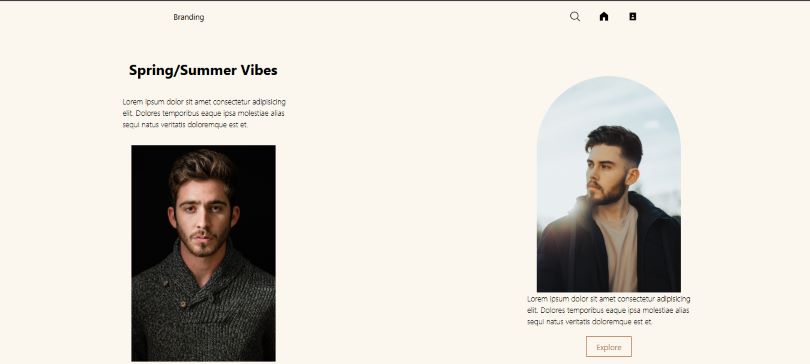 Branding
Spring/Summer Vibes
Lorem ipsum dolor sit amet consectetur adipisicing
elit. Dolores temporibus eaque ipsa molestiae alias
sequi natus veritatis doloremque est et.
Lorem ipsum dolor sit amet consectetur adipisicing
elit. Dolores temporibus eaque ipsa molestiae alias
sequi natus veritatis doloremque est et.
Explore